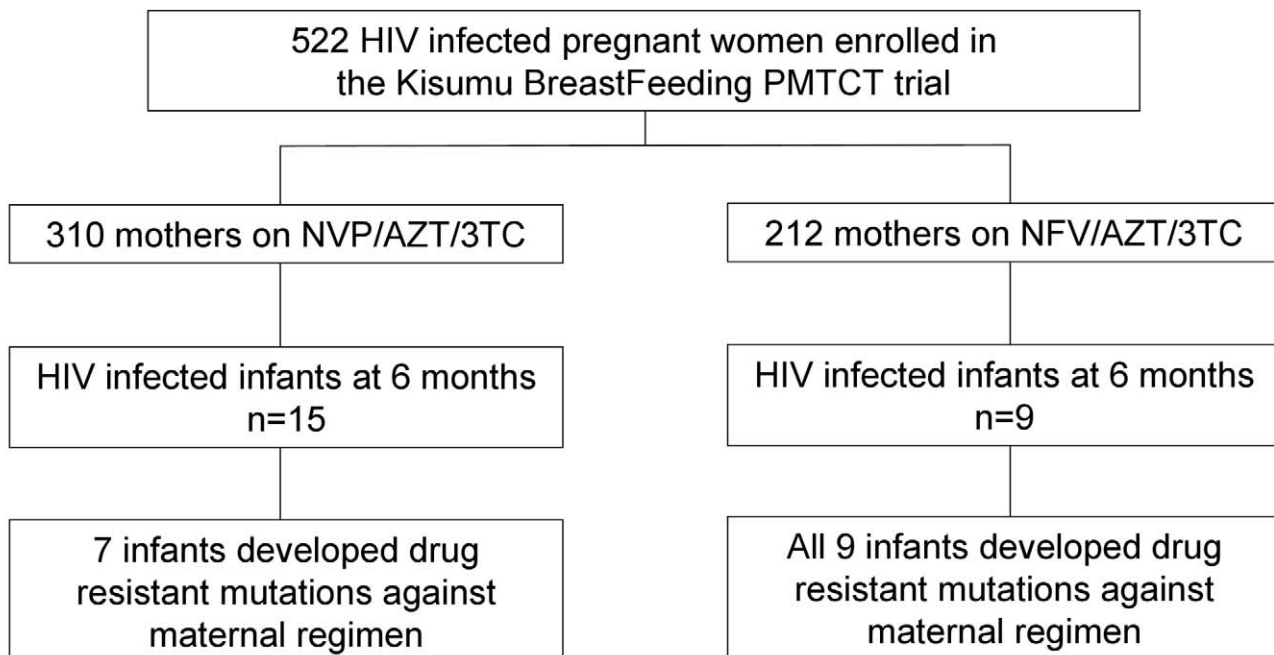 522 HIV infected pregnant women enrolled in
the Kisumu BreastFeeding PMTCT trial
310 mothers on NVP/AZT/3TC
212 mothers on NFV/AZT/3TC
HIV infected infants at 6 months
n=15
HIV infected infants at 6 months
n=9
7 infants developed drug
resistant mutations against
maternal regimen
All 9 infants developed drug
resistant mutations against
maternal regimen